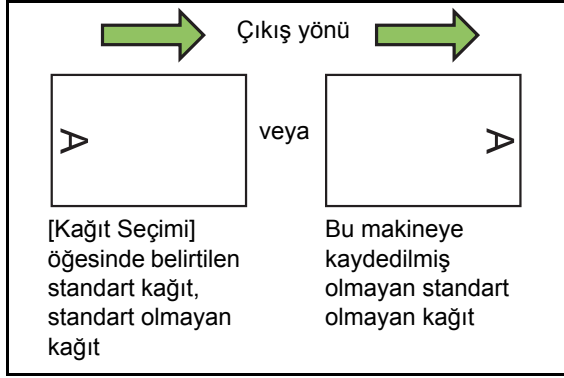 Çıkış yönü
A
veya
A
[Kağıt Seçimi]
öğesinde belirtilen
standart kağıt,
standart olmayan
kağıt
Bu makineye
kaydedilmiş
olmayan standart
olmayan kağıt